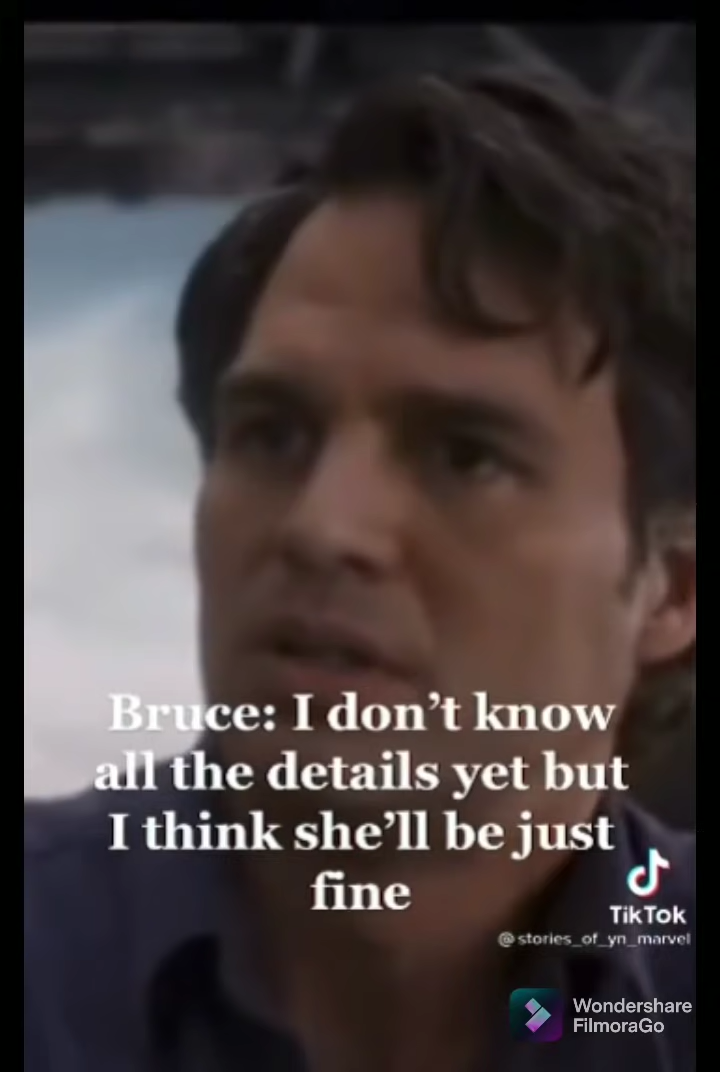 Bruce: I don’t know
all the details yet but
I think she’ll be just
fine
TikTok
@stories_of_yn_marvel
Wondershare
FilmoraGo